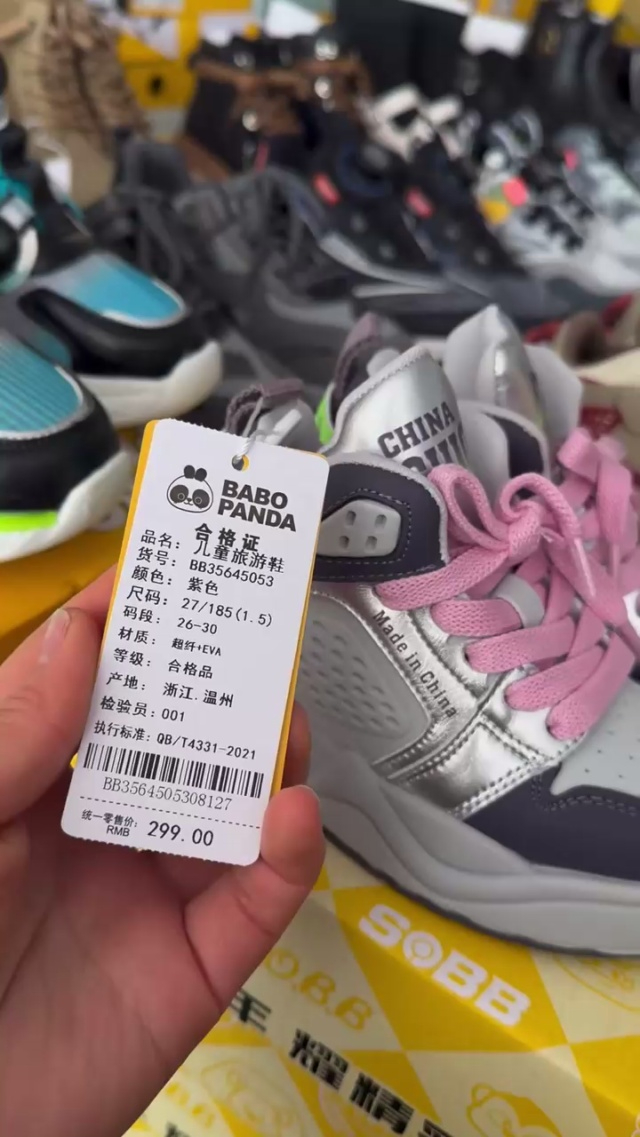 BABO
PANDA
合格证
品名: 儿童旅游鞋
货号: BB35645053
颜色: 紫色
尺码: 27/185(1.5)
码段: 26-30
材质: 超纤+EVA
等级: 合格品
产地: 浙江.温州
检验员: 001
执行标准: QB/T4331-2021
BB3564505308127
统一零售价:
RMB 299.00
CHINA
Made in China
SOBB
O.B.B
耀精